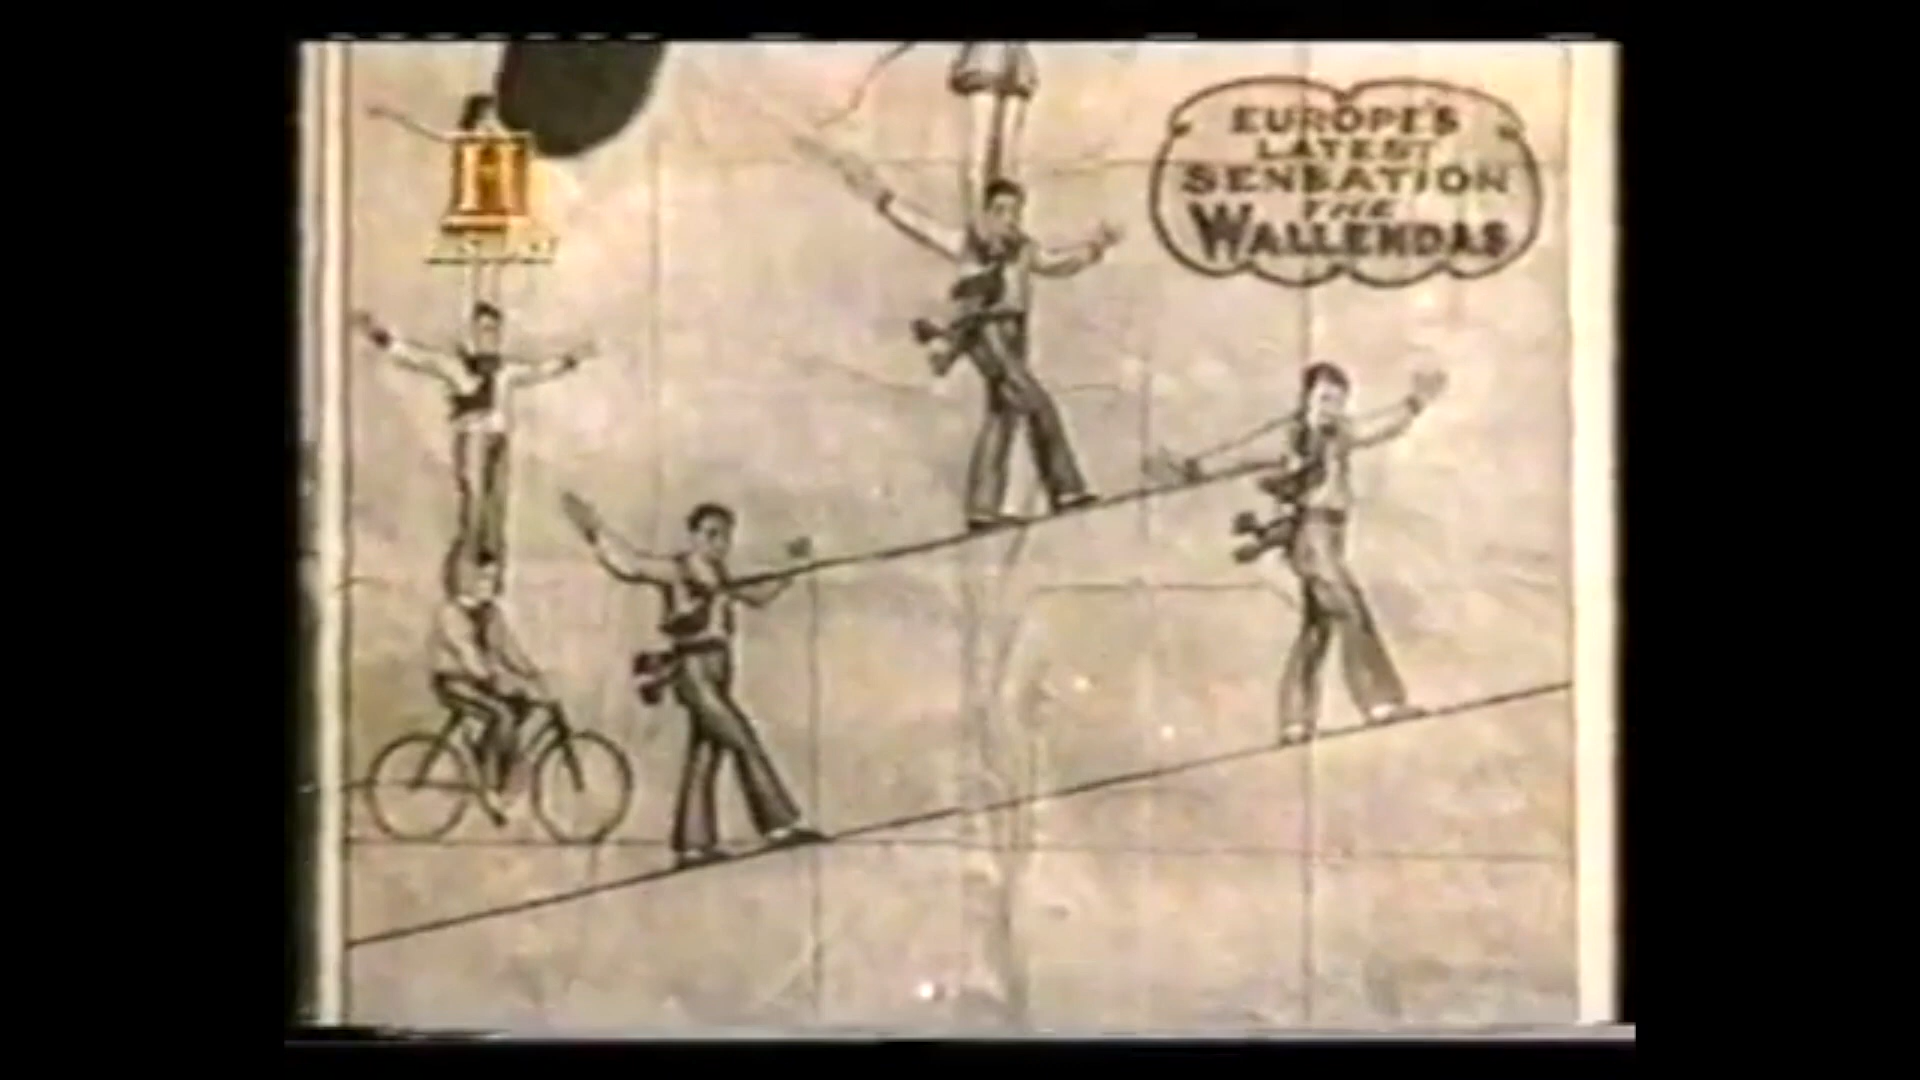 EUROPE'S
LATEST
SENSATION
THE
WALLENDAS
H